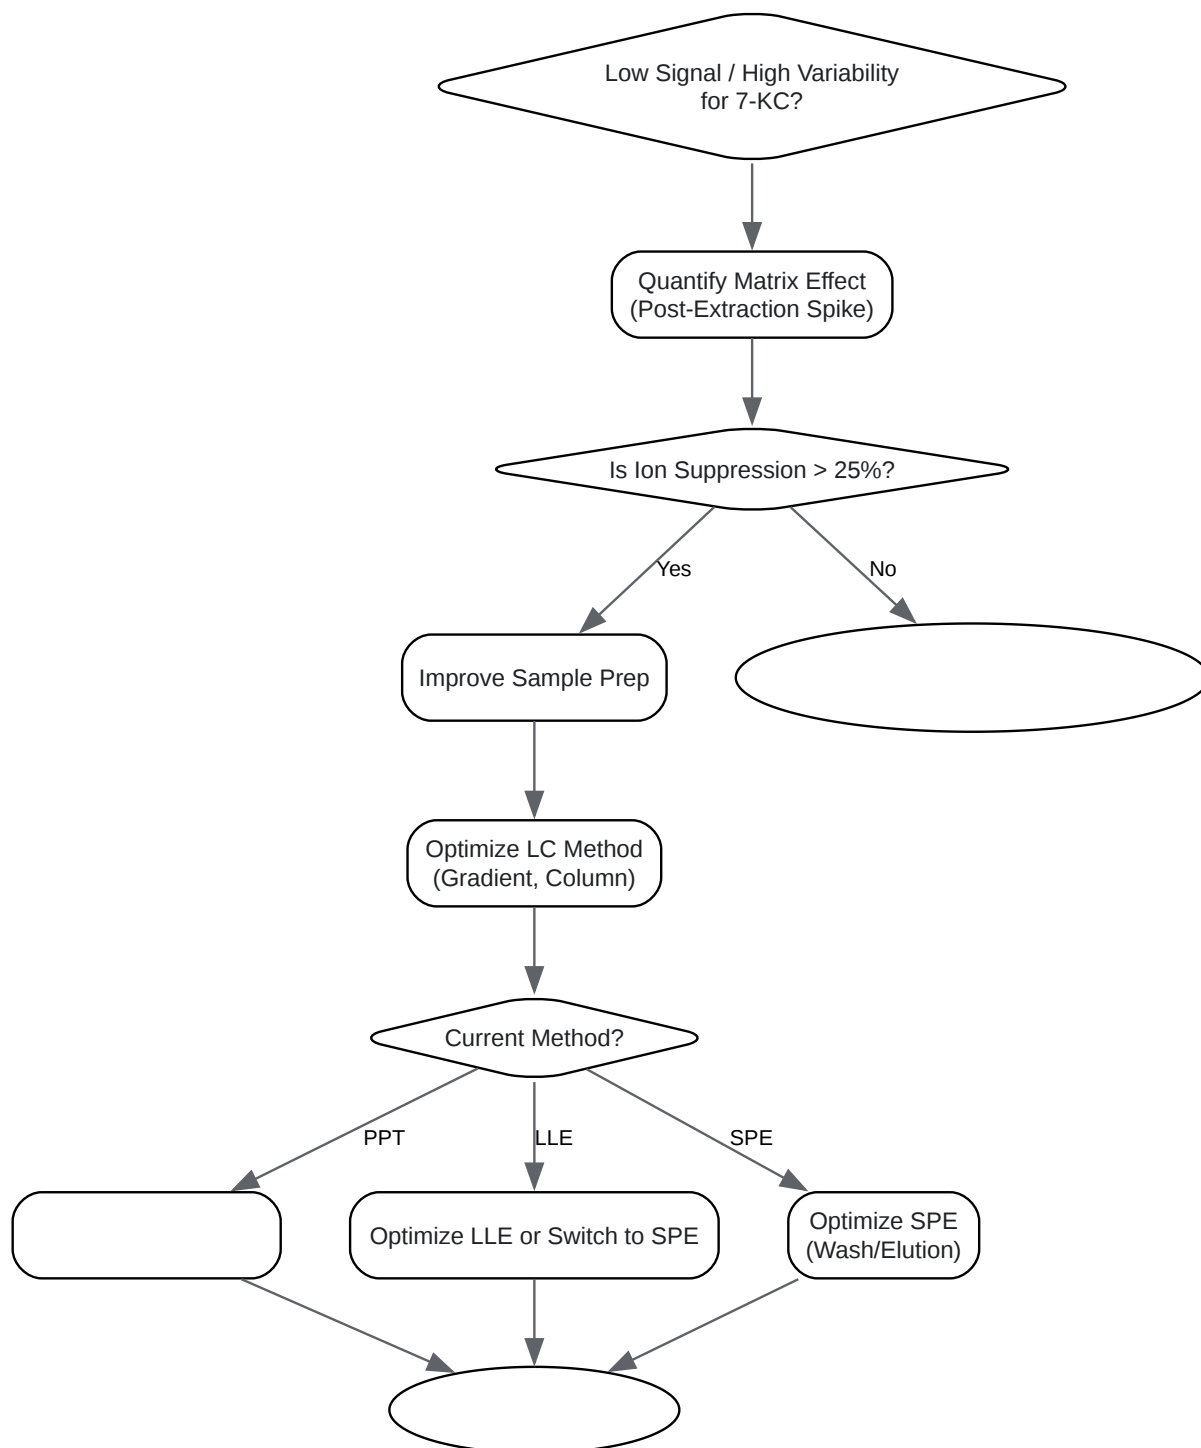 Low Signal / High Variability
for 7-KC?
Quantify Matrix Effect
(Post-Extraction Spike)
Is Ion Suppression > 25%?
Yes
No
Improve Sample Prep
Optimize LC Method
(Gradient, Column)
Current Method?
PPT
LLE
SPE
Optimize LLE or Switch to SPE
Optimize SPE
(Wash/Elution)